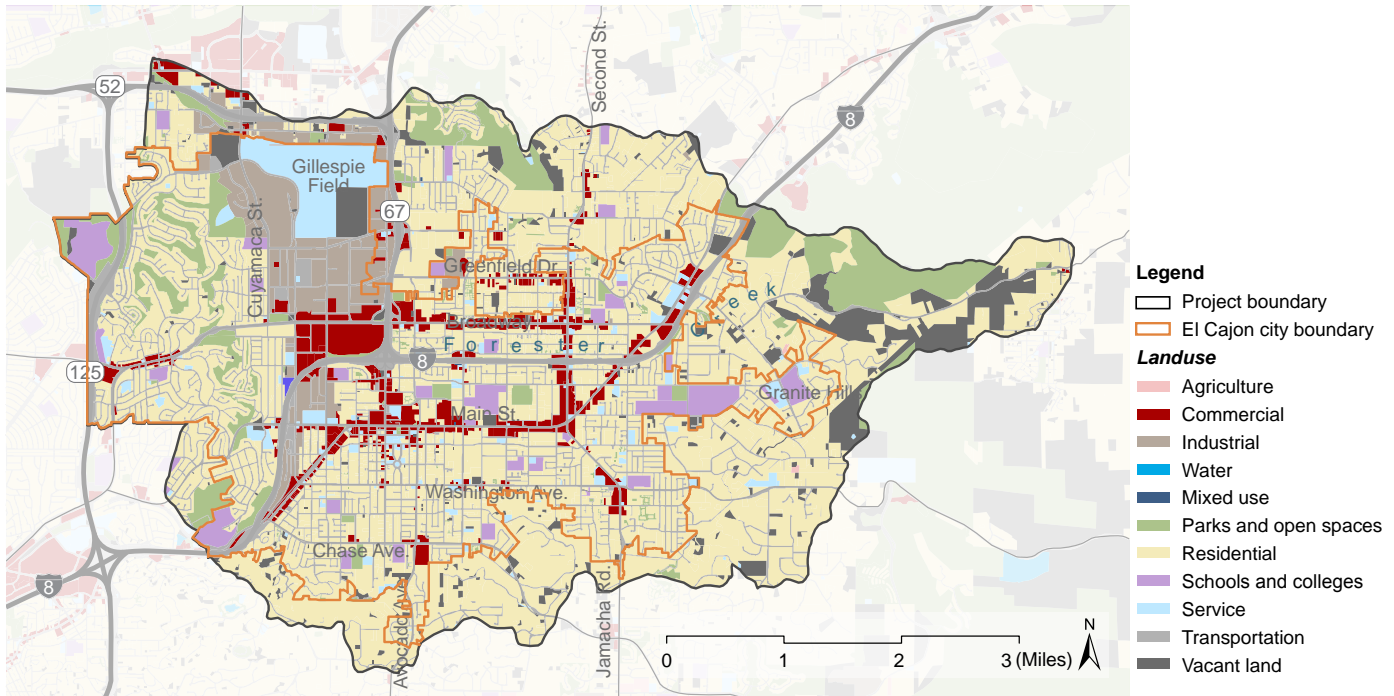 52
Second St.
8
Gillespie
Field
67
Cuyamaca St.
Greenfield Dr.
Broadway
Forester
Creek
8
125
Main St.
Granite Hill
Washington Ave.
Chase Ave.
8
Avocado Ave.
Jamacha Rd.
0 1 2 3 (Miles)
N
Legend
Project boundary
El Cajon city boundary
Landuse
Agriculture
Commercial
Industrial
Water
Mixed use
Parks and open spaces
Residential
Schools and colleges
Service
Transportation
Vacant land